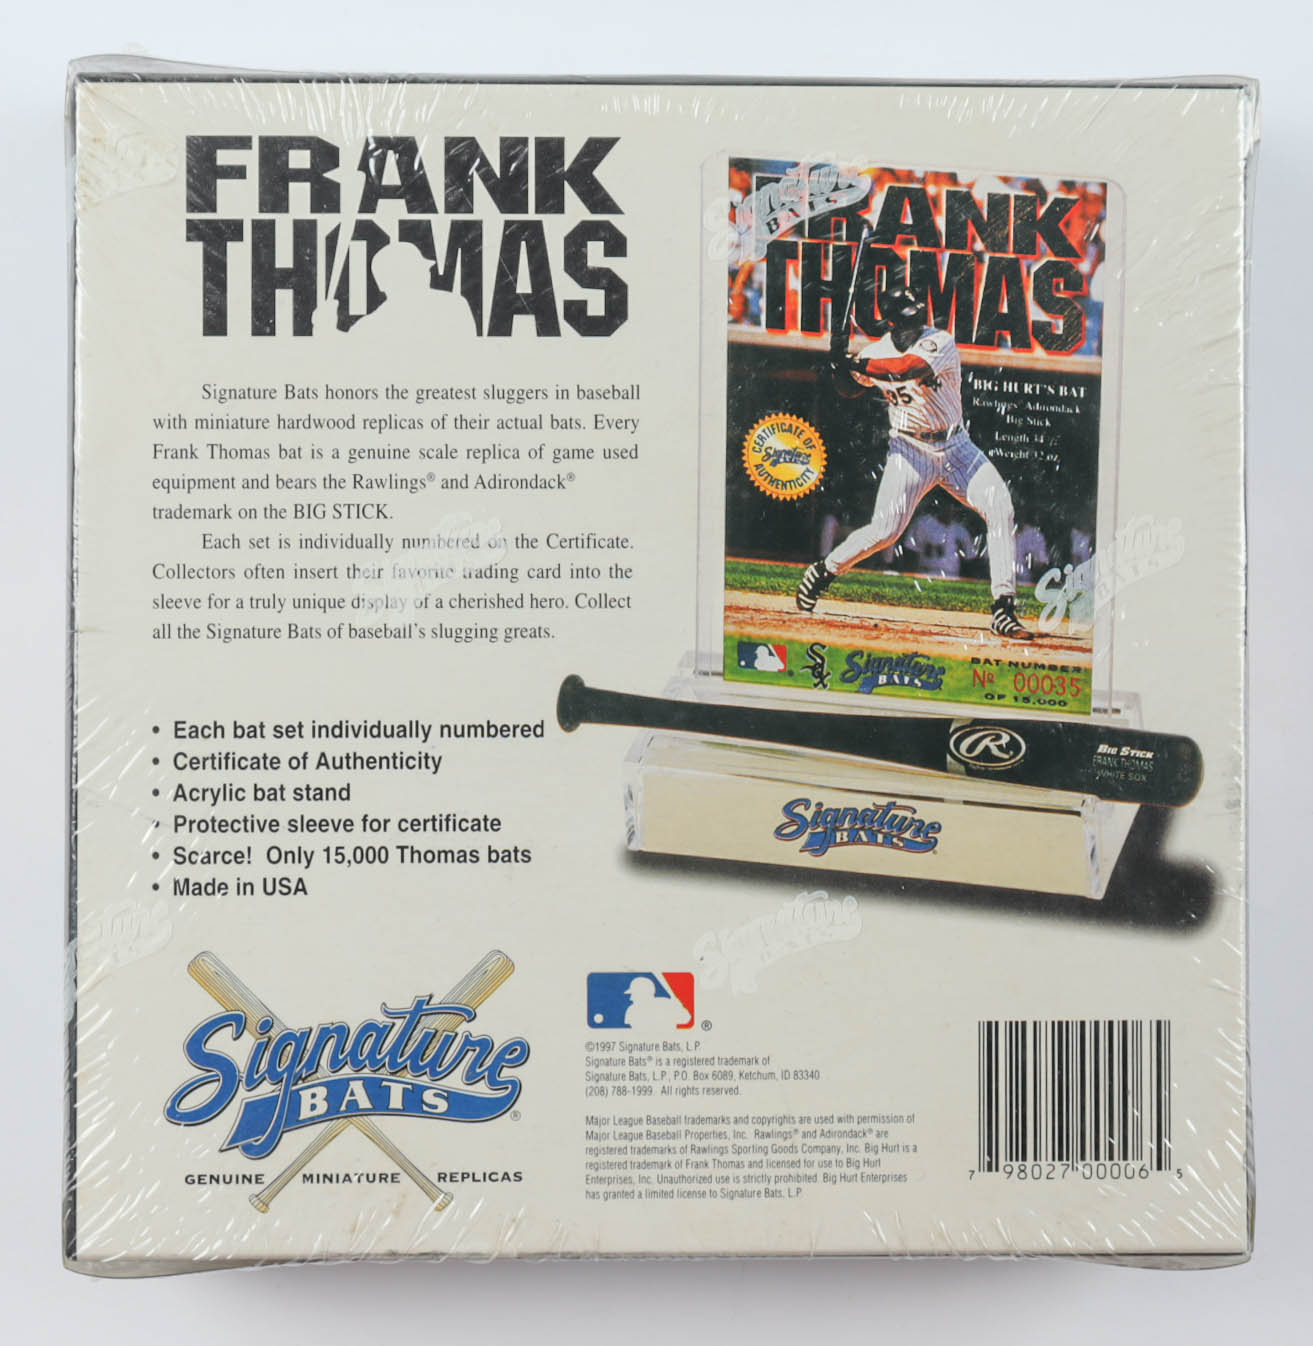 FRANK
THOMAS
Signature Bats honors the greatest sluggers in baseball
with miniature hardwood replicas of their actual bats. Every
Frank Thomas bat is a genuine scale replica of game used
equipment and bears the Rawlings® and Adirondack®
trademark on the BIG STICK.
Each set is individually numbered on the Certificate.
Collectors often insert their favorite trading card into the
sleeve for a truly unique display of a cherished hero. Collect
all the Signature Bats of baseball's slugging greats.
• Each bat set individually numbered
• Certificate of Authenticity
• Acrylic bat stand
• Protective sleeve for certificate
• Scarce! Only 15,000 Thomas bats
• Made in USA
FRANK
THOMAS
BIG HURT'S BAT
Rawlings® Adirondack
Big Stick
Length 34
Weight 32 oz.
CERTIFICATE OF
Signature
AUTHENTICITY
35
Sox
Signature
BATS
BAT NUMBER
Nº 00035
OF 15,000
R
BIG STICK
FRANK THOMAS
WHITE SOX
Signature
BATS
Signature
BATS
Signature
Signature
Signature
BATS®
GENUINE MINIATURE REPLICAS
®
©1997 Signature Bats, L.P.
Signature Bats® is a registered trademark of
Signature Bats, L.P., P.O. Box 6089, Ketchum, ID 83340
(208) 788-1999. All rights reserved.
Major League Baseball trademarks and copyrights are used with permission of
Major League Baseball Properties, Inc. Rawlings® and Adirondack® are
registered trademarks of Rawlings Sporting Goods Company, Inc. Big Hurt is a
registered trademark of Frank Thomas and licensed for use to Big Hurt
Enterprises, Inc. Unauthorized use is strictly prohibited. Big Hurt Enterprises
has granted a limited license to Signature Bats, L.P.
7 98027 00006 5